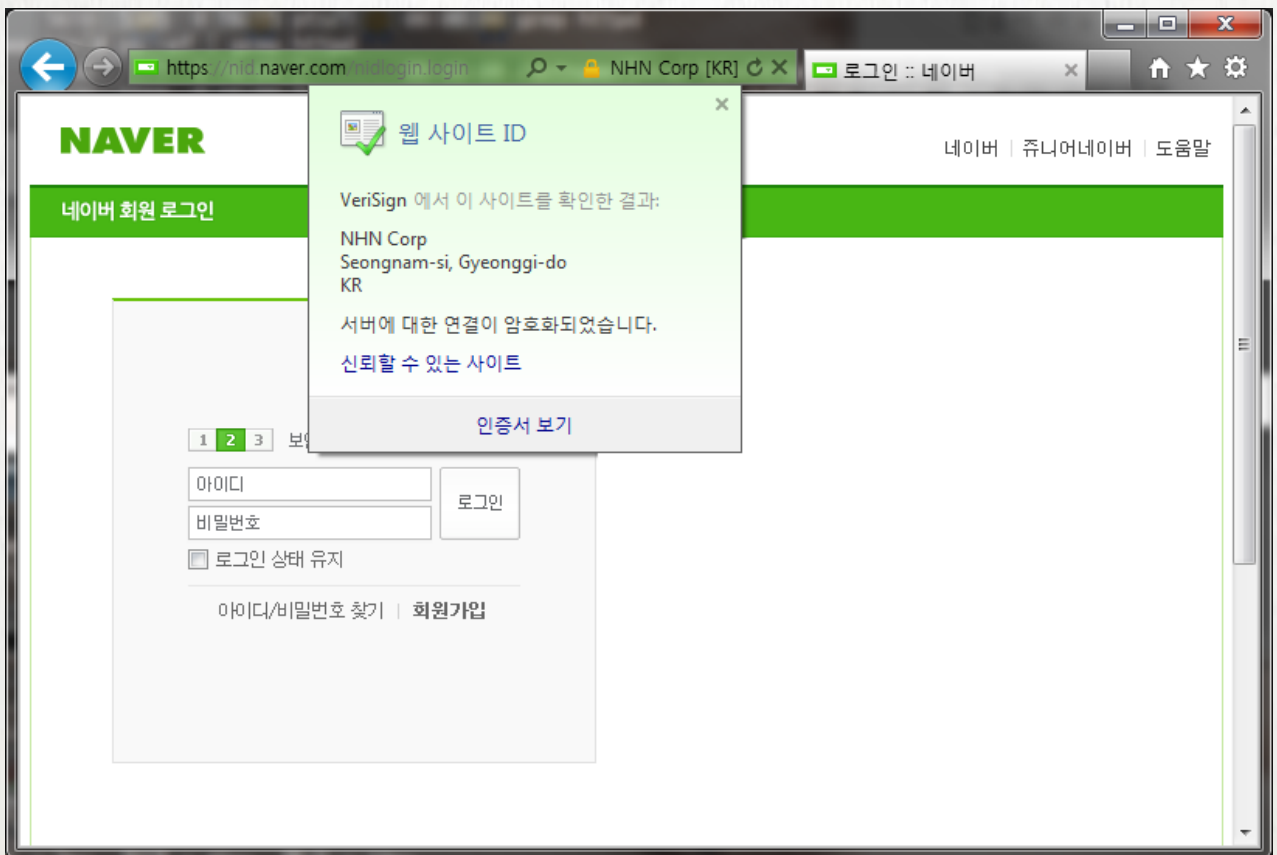 https://nid.naver.com/nidlogin.login
NHN Corp [KR]
로그인 :: 네이버
NAVER
네이버 | 쥬니어네이버 | 도움말
네이버 회원 로그인
웹 사이트 ID
VeriSign 에서 이 사이트를 확인한 결과:
NHN Corp
Seongnam-si, Gyeonggi-do
KR
서버에 대한 연결이 암호화되었습니다.
신뢰할 수 있는 사이트
인증서 보기
1 2 3
아이디
비밀번호
로그인
로그인 상태 유지
아이디/비밀번호 찾기 | 회원가입